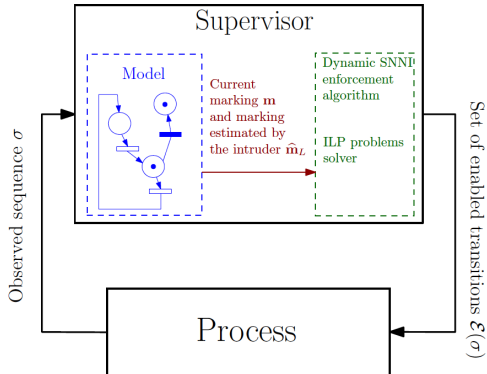 Supervisor
Model
Current
marking m
and marking
estimated by
the intruder m̂_L
Dynamic SNNI
enforcement
algorithm
ILP problems
solver
Observed sequence σ
Set of enabled transitions ℰ(σ)
Process